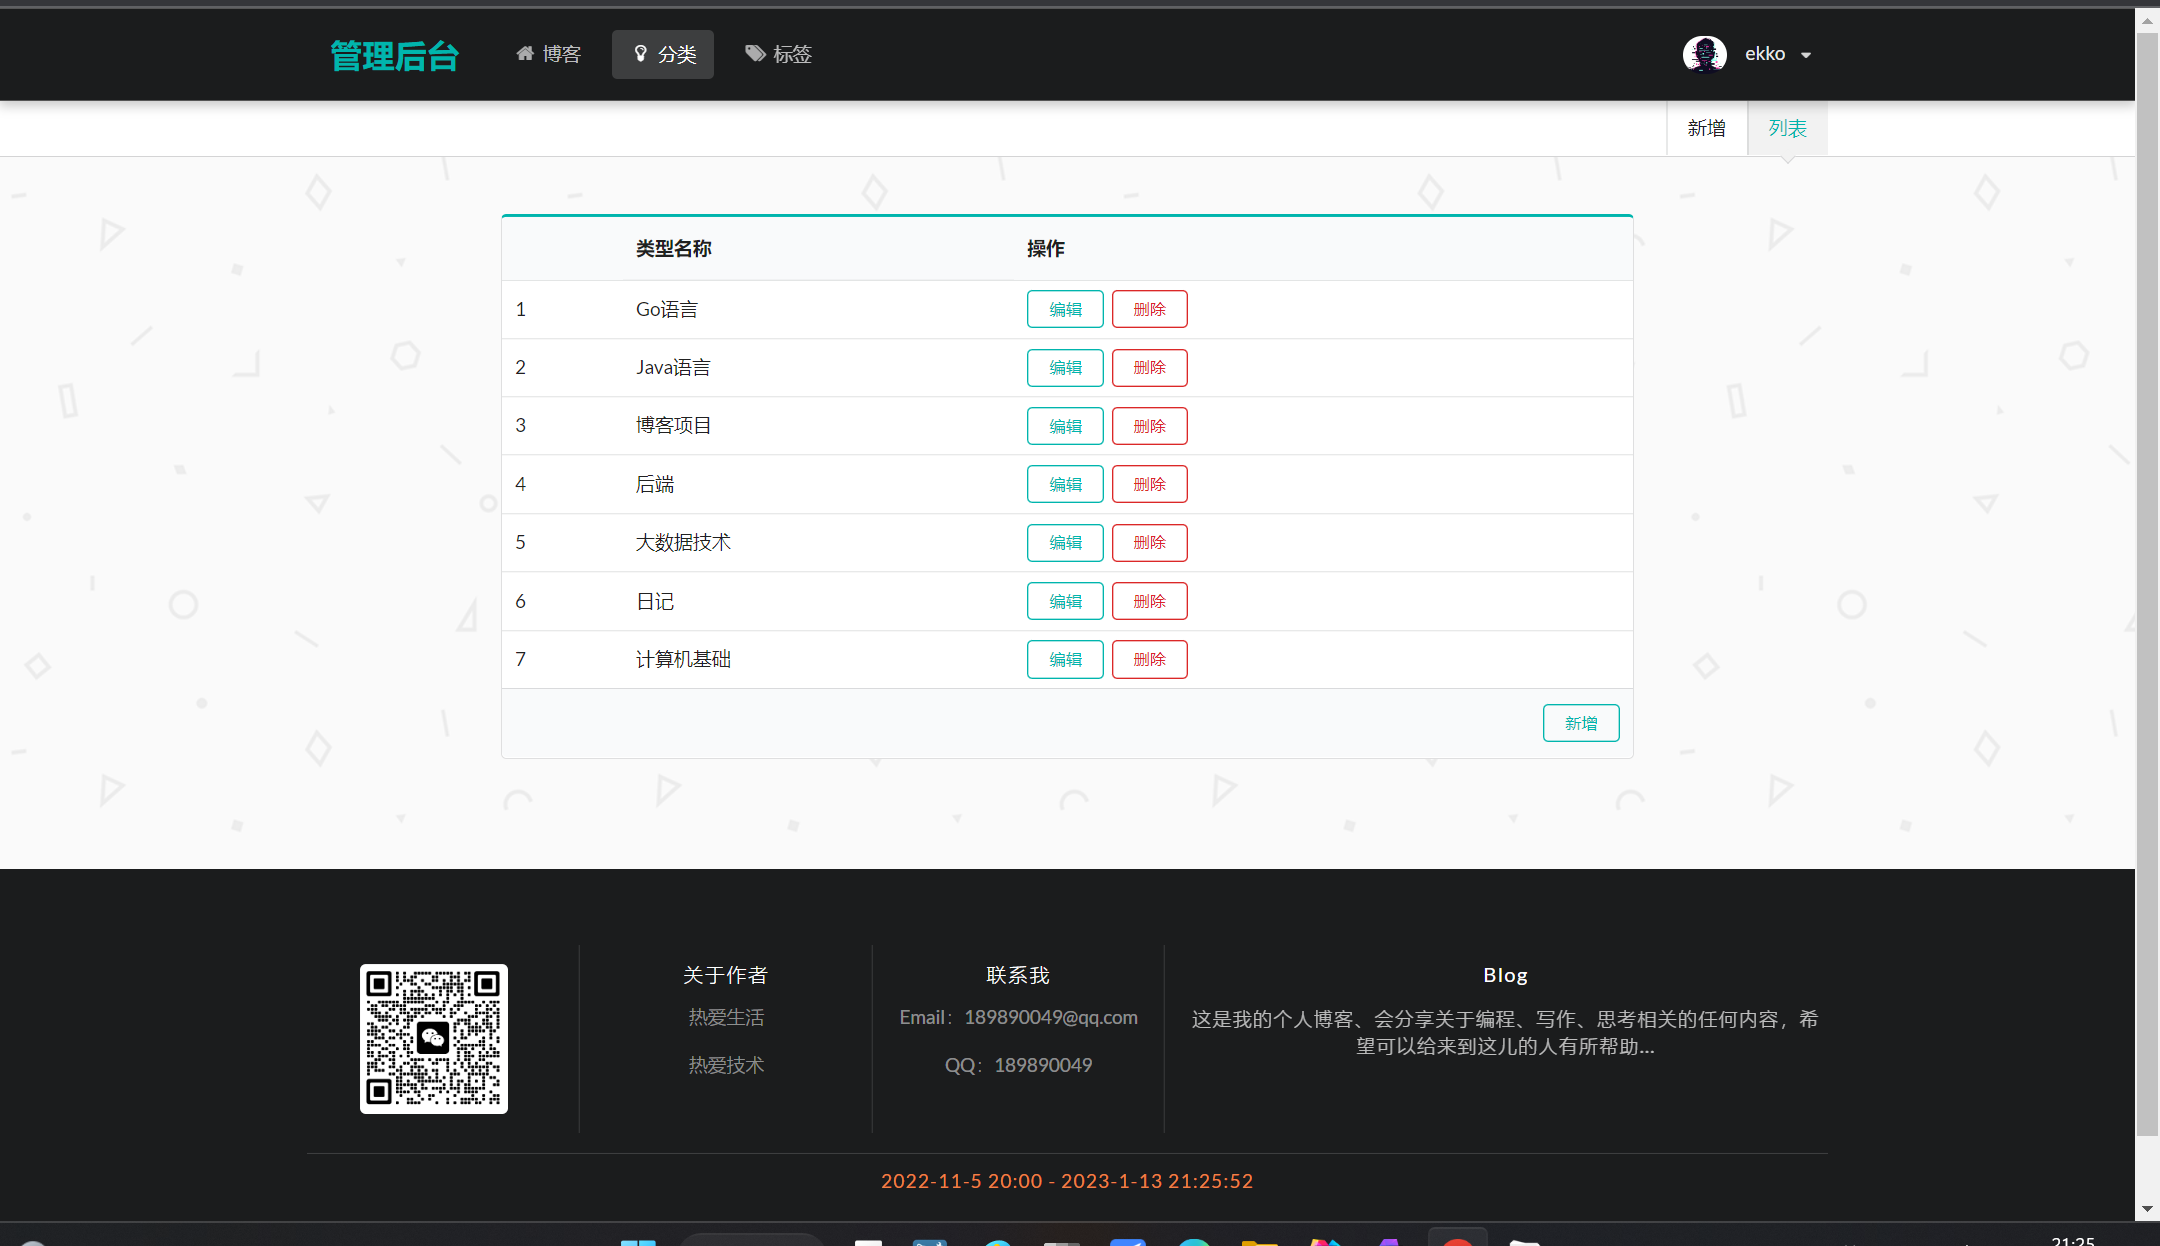 管理后台 博客 分类 标签 ekko
新增 列表
类型名称 操作
1 Go语言 编辑 删除
2 Java语言 编辑 删除
3 博客项目 编辑 删除
4 后端 编辑 删除
5 大数据技术 编辑 删除
6 日记 编辑 删除
7 计算机基础 编辑 删除
新增
关于作者
热爱生活
热爱技术
联系我
Email：189890049@qq.com
QQ：189890049
Blog
这是我的个人博客、会分享关于编程、写作、思考相关的任何内容，希
望可以给来到这儿的人有所帮助...
2022-11-5 20:00 - 2023-1-13 21:25:52
21:25